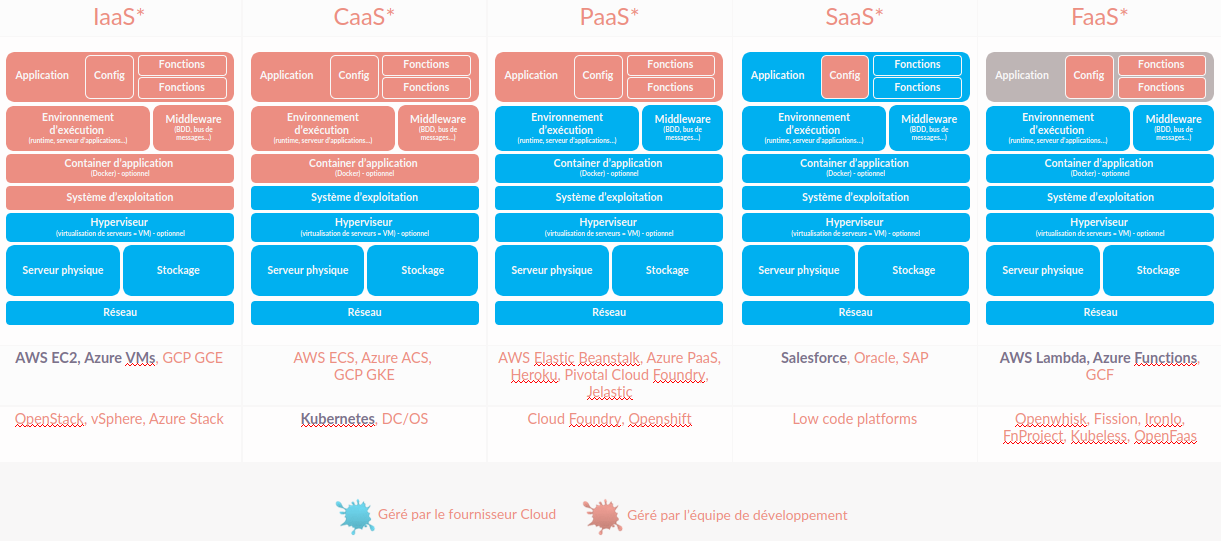 IaaS*
CaaS*
PaaS*
SaaS*
FaaS*
Application
Config
Fonctions
Fonctions
Environnement
d'exécution
(runtime, serveur d'applications...)
Middleware
(BDD, bus de
messages...)
Container d'application
(Docker) - optionnel
Système d'exploitation
Hyperviseur
(virtualisation de serveurs = VM) - optionnel
Serveur physique
Stockage
Réseau
Application
Config
Fonctions
Fonctions
Environnement
d'exécution
(runtime, serveur d'applications...)
Middleware
(BDD, bus de
messages...)
Container d'application
(Docker) - optionnel
Système d'exploitation
Hyperviseur
(virtualisation de serveurs = VM) - optionnel
Serveur physique
Stockage
Réseau
Application
Config
Fonctions
Fonctions
Environnement
d'exécution
(runtime, serveur d'applications...)
Middleware
(BDD, bus de
messages...)
Container d'application
(Docker) - optionnel
Système d'exploitation
Hyperviseur
(virtualisation de serveurs = VM) - optionnel
Serveur physique
Stockage
Réseau
Application
Config
Fonctions
Fonctions
Environnement
d'exécution
(runtime, serveur d'applications...)
Middleware
(BDD, bus de
messages...)
Container d'application
(Docker) - optionnel
Système d'exploitation
Hyperviseur
(virtualisation de serveurs = VM) - optionnel
Serveur physique
Stockage
Réseau
Application
Config
Fonctions
Fonctions
Environnement
d'exécution
(runtime, serveur d'applications...)
Middleware
(BDD, bus de
messages...)
Container d'application
(Docker) - optionnel
Système d'exploitation
Hyperviseur
(virtualisation de serveurs = VM) - optionnel
Serveur physique
Stockage
Réseau
AWS EC2, Azure VMs, GCP GCE
AWS ECS, Azure ACS,
GCP GKE
AWS Elastic Beanstalk, Azure PaaS,
Heroku, Pivotal Cloud Foundry,
Jelastic
Salesforce, Oracle, SAP
AWS Lambda, Azure Functions,
GCF
OpenStack, vSphere, Azure Stack
Kubernetes, DC/OS
Cloud Foundry, Openshift
Low code platforms
Openwhisk, Fission, IronIo,
FnProject, Kubeless, OpenFaas
Géré par le fournisseur Cloud
Géré par l'équipe de développement